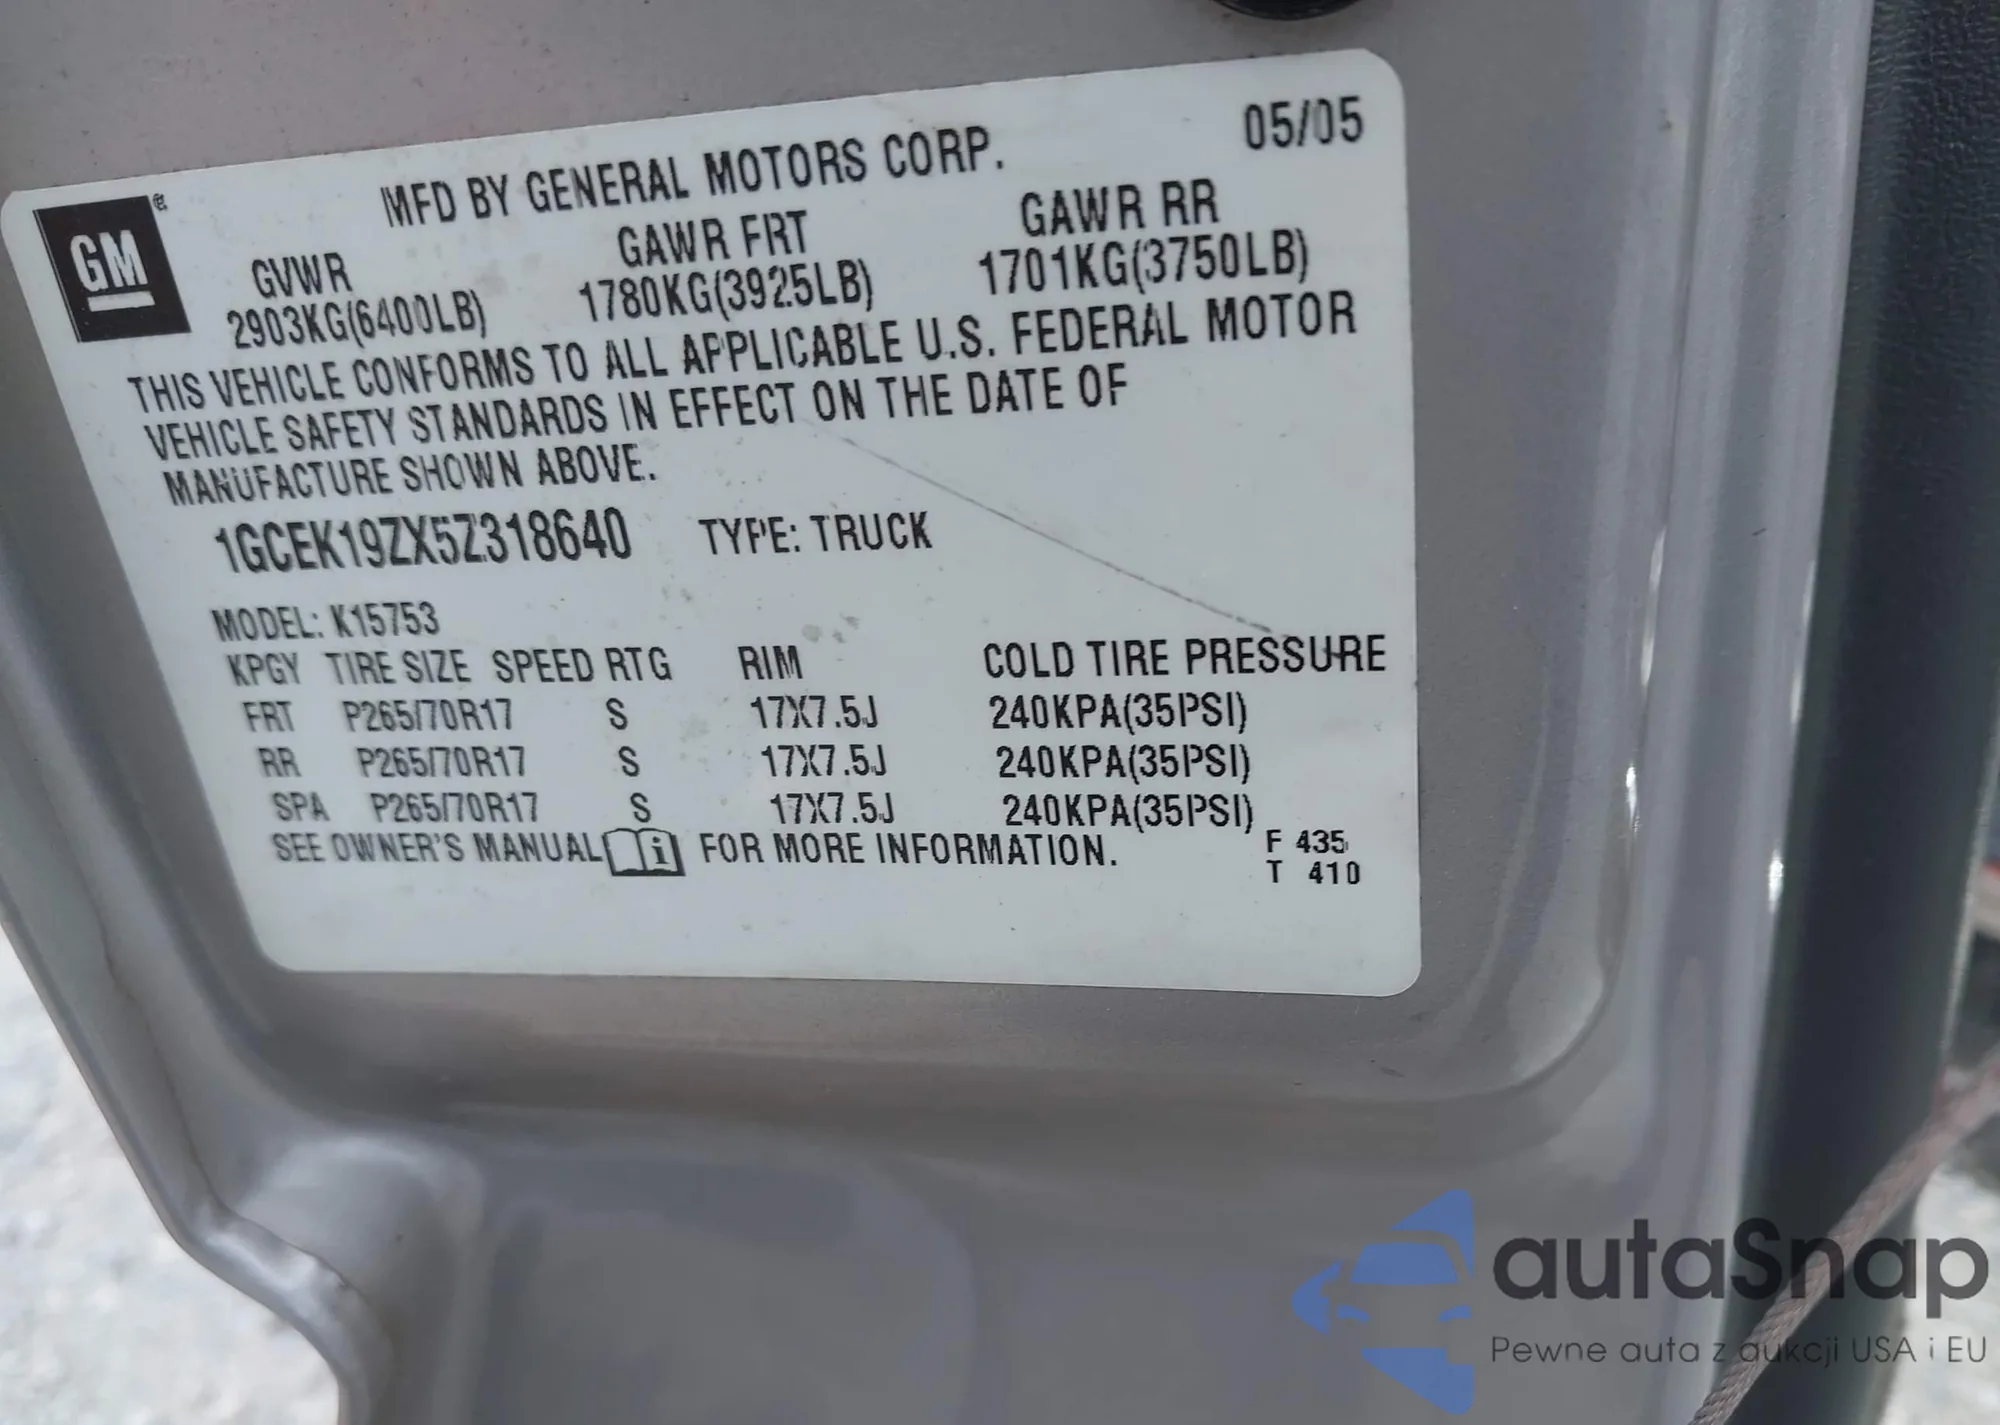 MFD BY GENERAL MOTORS CORP. 05/05
GM
GVWR GAWR FRT GAWR RR
2903KG(6400LB) 1780KG(3925LB) 1701KG(3750LB)
THIS VEHICLE CONFORMS TO ALL APPLICABLE U.S. FEDERAL MOTOR
VEHICLE SAFETY STANDARDS IN EFFECT ON THE DATE OF
MANUFACTURE SHOWN ABOVE.
1GCEK19ZX5Z318640 TYPE: TRUCK
MODEL: K15753
KPGY TIRE SIZE SPEED RTG RIM COLD TIRE PRESSURE
FRT P265/70R17 S 17X7.5J 240KPA(35PSI)
RR P265/70R17 S 17X7.5J 240KPA(35PSI)
SPA P265/70R17 S 17X7.5J 240KPA(35PSI)
SEE OWNER'S MANUAL i FOR MORE INFORMATION.
F 435
T 410
autaSnap
Pewne auta z aukcji USA i EU